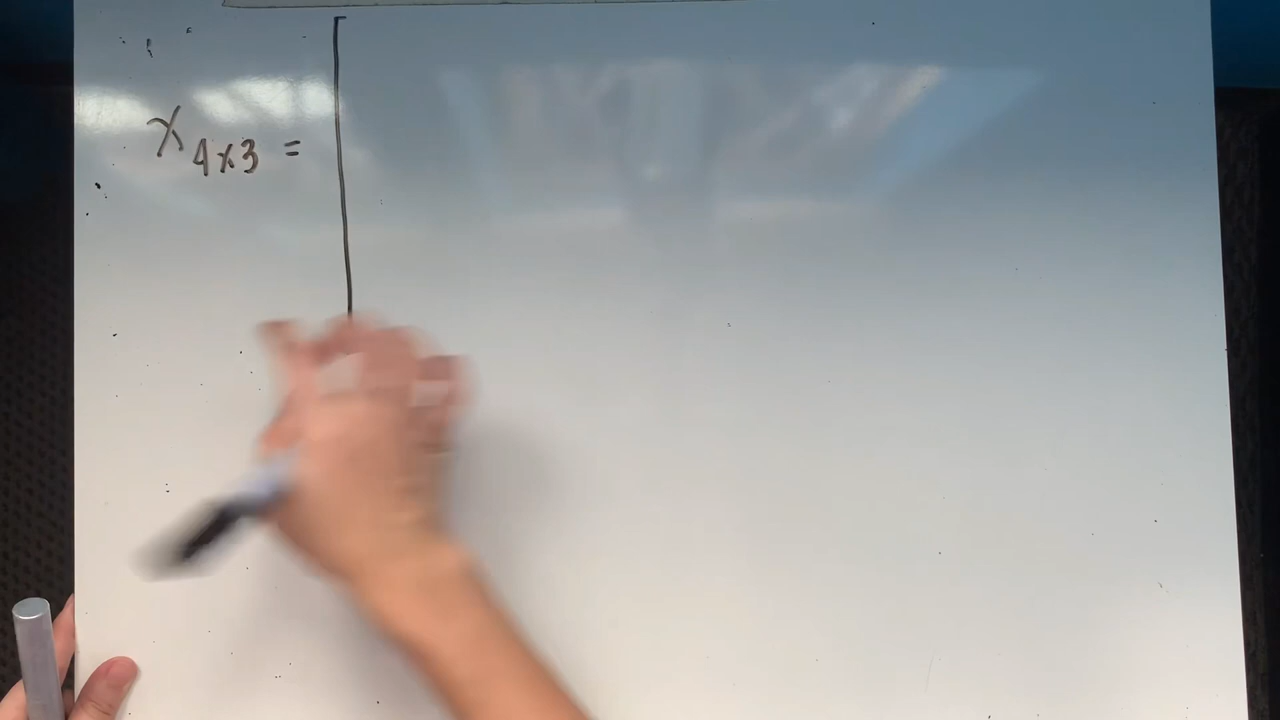 X 4x3 = [